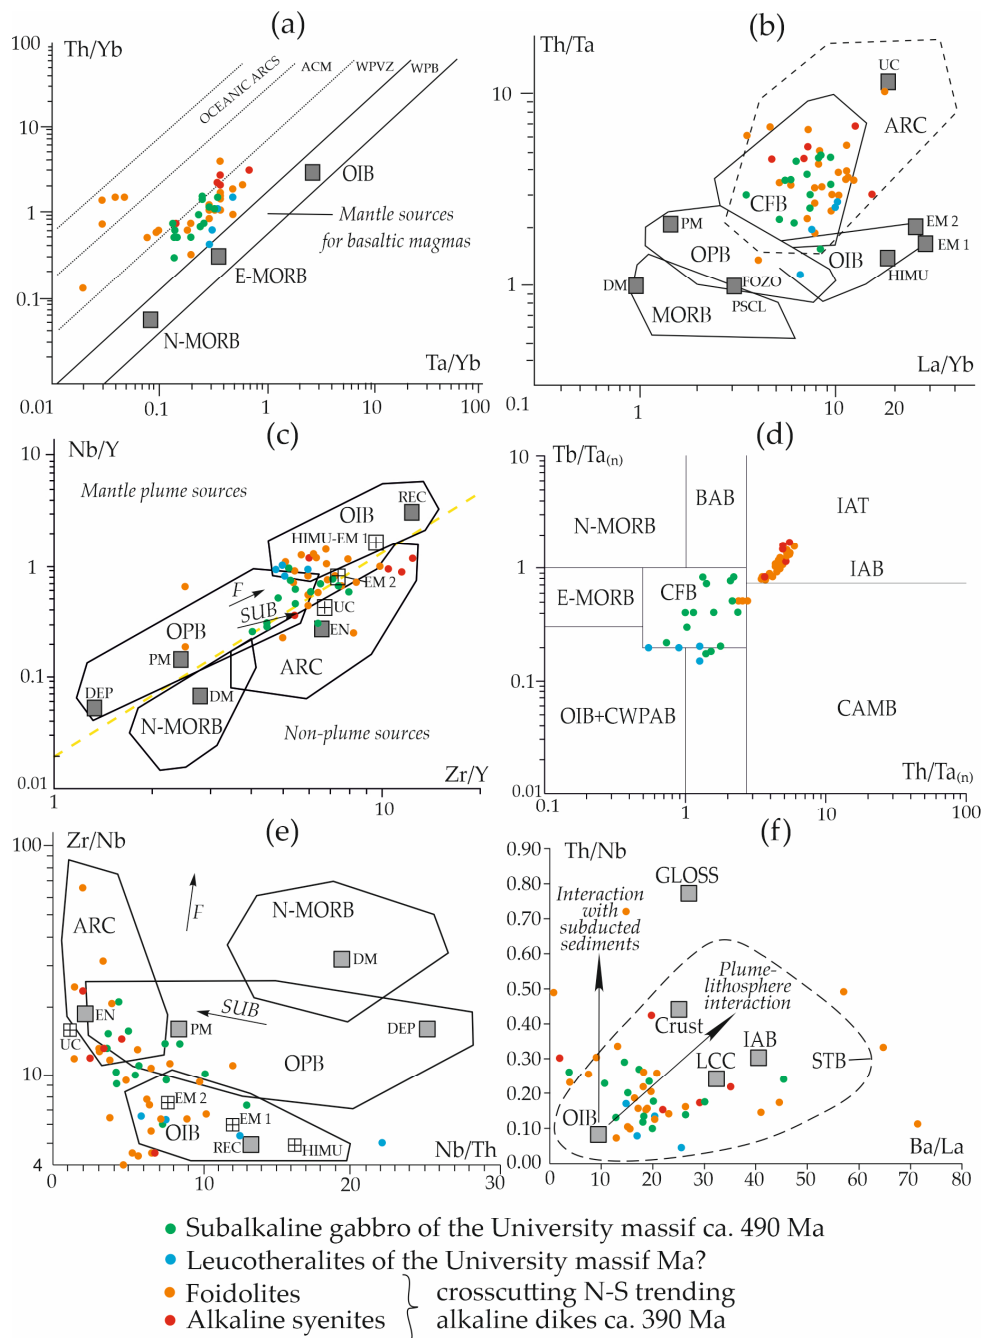 (a)
Th/Yb
100
10
1
0.1
0.01
0.1
1
10
100
OCEANIC ARCS
ACM
WPVZ
WPB
OIB
Mantle sources
for basaltic magmas
E-MORB
N-MORB
Ta/Yb
(b)
Th/Ta
10
1
0.1
1
10
20
UC
ARC
CFB
PM
OPB
OIB
EM 2
EM 1
HIMU
DM
FOZO
PSCL
MORB
La/Yb
(c)
Nb/Y
10
1
0.1
0.01
1
10
Mantle plume sources
REC
OIB
HIMU-EM 1
EM 2
F
SUB
UC
OPB
EN
PM
ARC
DEP
DM
N-MORB
Non-plume sources
Zr/Y
(d)
Tb/Ta(n)
10
1
0.1
0.01
0.1
1
10
100
BAB
IAT
N-MORB
IAB
CFB
E-MORB
OIB+CWPAB
CAMB
Th/Ta(n)
(e)
Zr/Nb
100
10
4
0
10
20
30
ARC
F
N-MORB
DM
EN
UC
PM
SUB
DEP
OPB
EM 2
EM 1
OIB
REC
HIMU
Nb/Th
(f)
0.90
0.80
0.70
0.60
0.50
0.40
0.30
0.20
0.10
0.00
0
10
20
30
40
50
60
70
80
Th/Nb
GLOSS
Interaction
with
subducted
sediments
Plume-
lithosphere
interaction
Crust
IAB
LCC
STB
OIB
Ba/La
Subalkaline gabbro of the University massif ca. 490 Ma
Leucotheralites of the University massif Ma?
Foidolites
Alkaline syenites
crosscutting N-S trending
alkaline dikes ca. 390 Ma